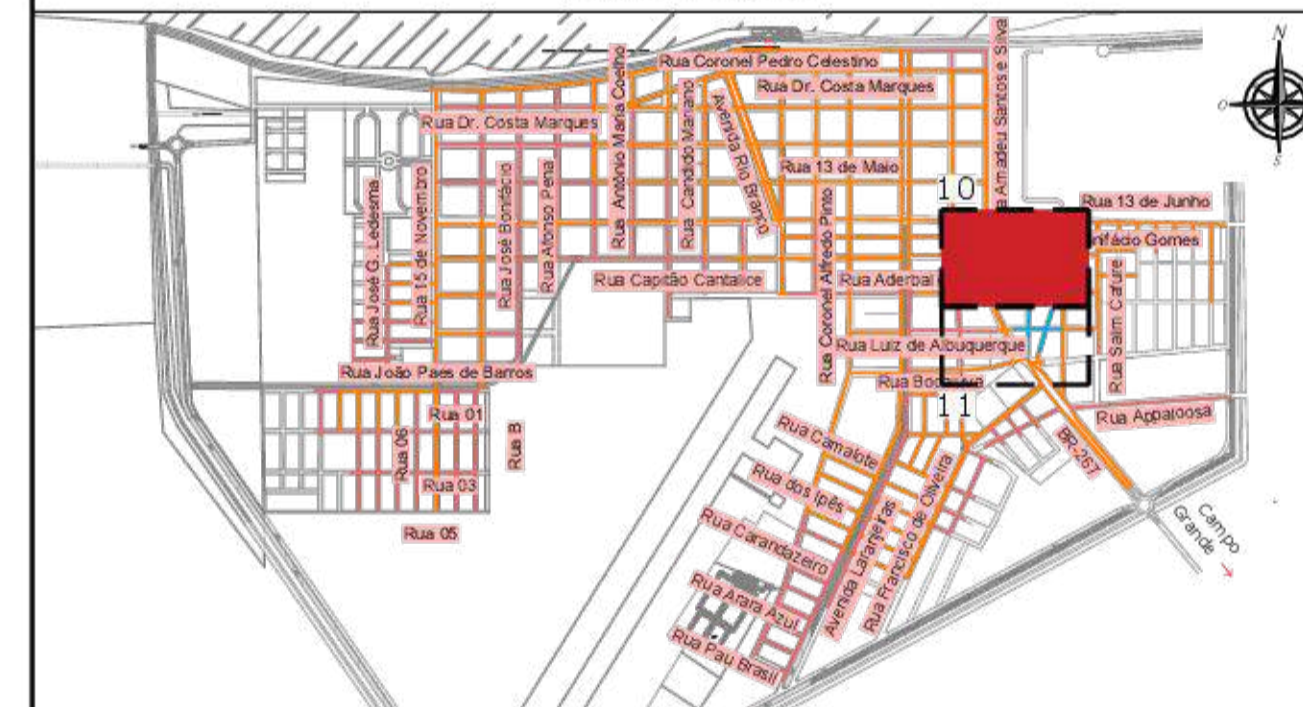 N
O
S
Rua Coronel Pedro Celestino
Rua Dr. Costa Marques
Rua Dr. Costa Marques
Rua Antônio Maria Coelho
Rua Candido Mariano
Avenida Rio Branco
Amadeu Santos e Silva
Rua 13 de Maio
10
Rua 13 de Junho
nifácio Gomes
Rua José G. Ledesma
Rua 15 de Novembro
Rua José Bonifácio
Rua Afonso Pena
Rua Coronel Alfredo Pinto
Rua Capitão Cantalice
Rua Aderbal
Rua Salim Cafure
Rua Luiz de Albuquerque
Rua João Paes de Barros
11
Rua Appaloosa
Rua 01
Rua 06
Rua B
Rua 03
Rua 05
BR-267
Rua Camalote
Rua dos Ipês
Rua Carandazeiro
Avenida Laranjeiras
Rua Francisco de Oliveira
Campo
Grande
Rua Arara Azul
Rua Pau Brasil